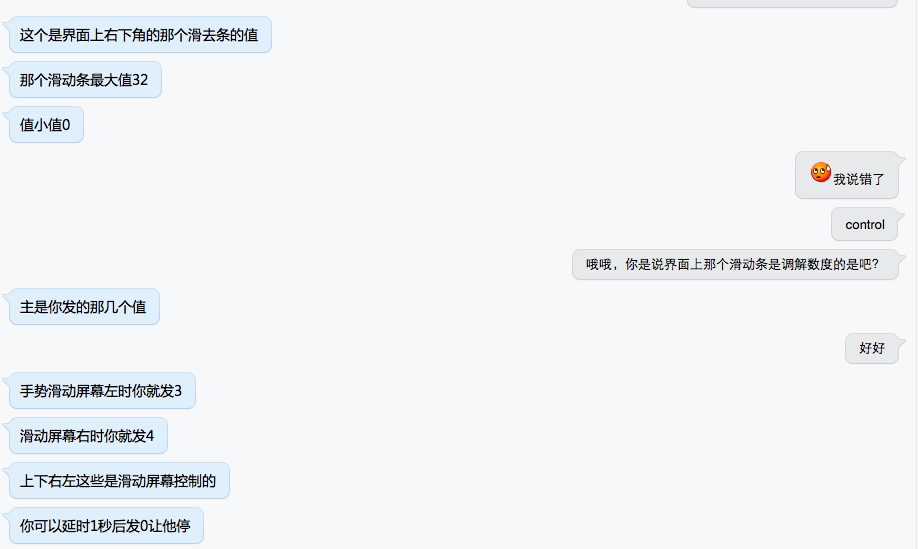 这个是界面上右下角的那个滑去条的值
那个滑动条最大值32
值小值0
我说错了
control
哦哦，你是说界面上那个滑动条是调解数度的是吧？
主是你发的那几个值
好好
手势滑动屏幕左时你就发3
滑动屏幕右时你就发4
上下右左这些是滑动屏幕控制的
你可以延时1秒后发0让他停